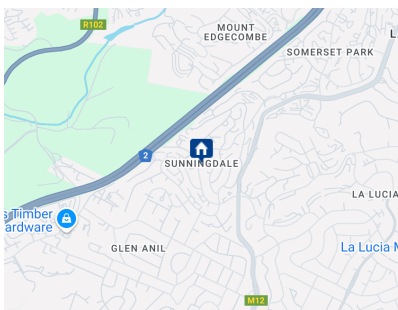 R102
MOUNT
EDGECOMBE
SOMERSET PARK
2
SUNNINGDALE
LA LUCIA
s Timber
ardware
GLEN ANIL
La Lucia M
M12